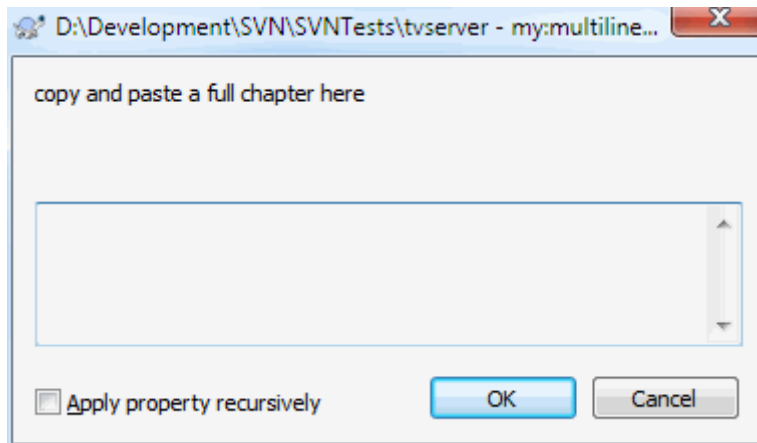 D:\Development\SVN\SVNTests\tvserver - my:multiline...
copy and paste a full chapter here
Apply property recursively
OK
Cancel